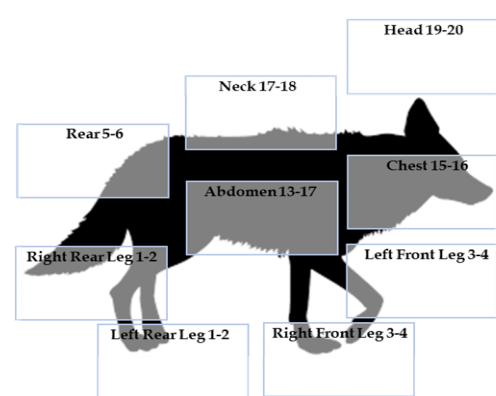 Head 19-20
Neck 17-18
Rear 5-6
Chest 15-16
Abdomen 13-17
Right Rear Leg 1-2
Left Front Leg 3-4
Left Rear Leg 1-2
Right Front Leg 3-4